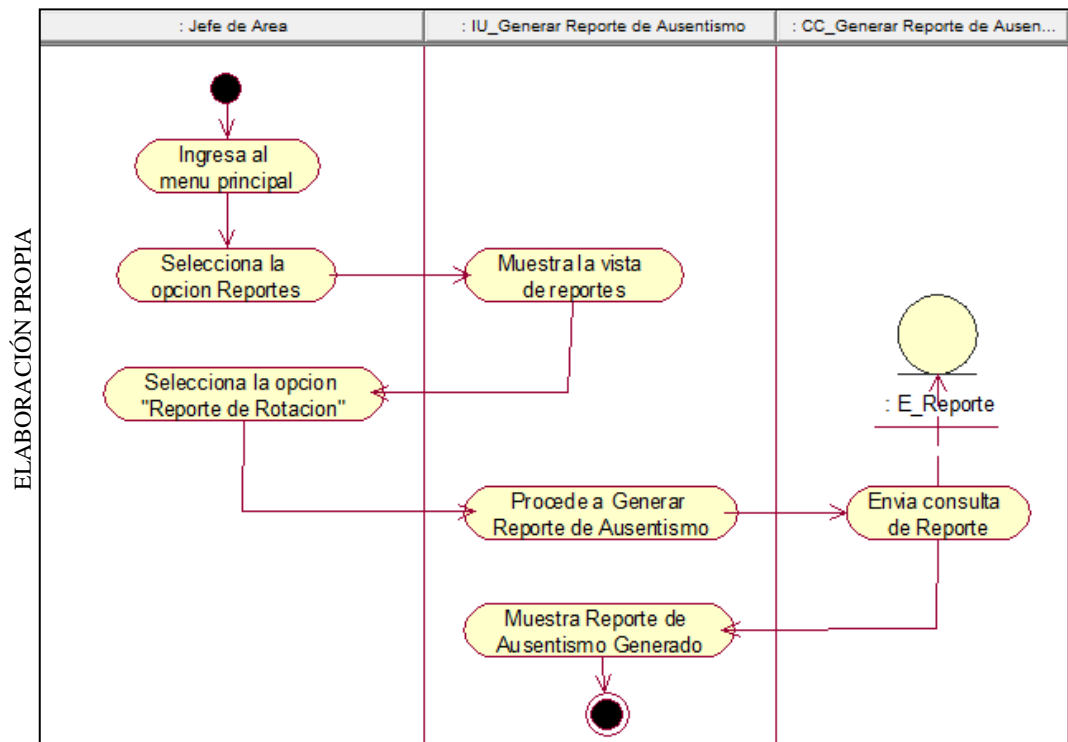 : Jefe de Area
: IU_Generar Reporte de Ausentismo
: CC_Generar Reporte de Ausen...
Ingresa al
menu principal
Selecciona la
opcion Reportes
Muestra la vista
de reportes
Selecciona la opcion
"Reporte de Rotacion"
: E_Reporte
Procede a Generar
Reporte de Ausentismo
Envia consulta
de Reporte
Muestra Reporte de
Ausentismo Generado
ELABORACIÓN PROPIA